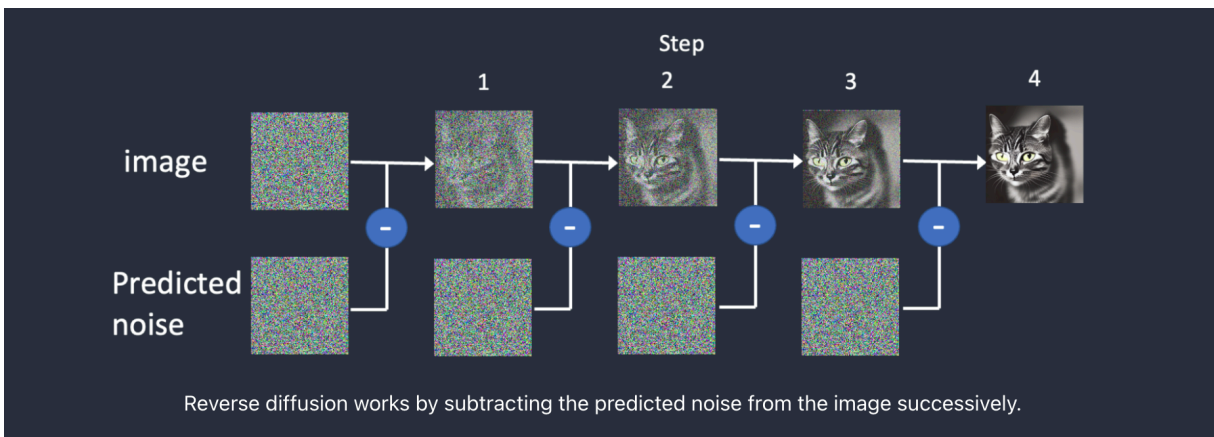 Step
1
2
3
4
image
-
-
-
-
Predicted
noise
Reverse diffusion works by subtracting the predicted noise from the image successively.